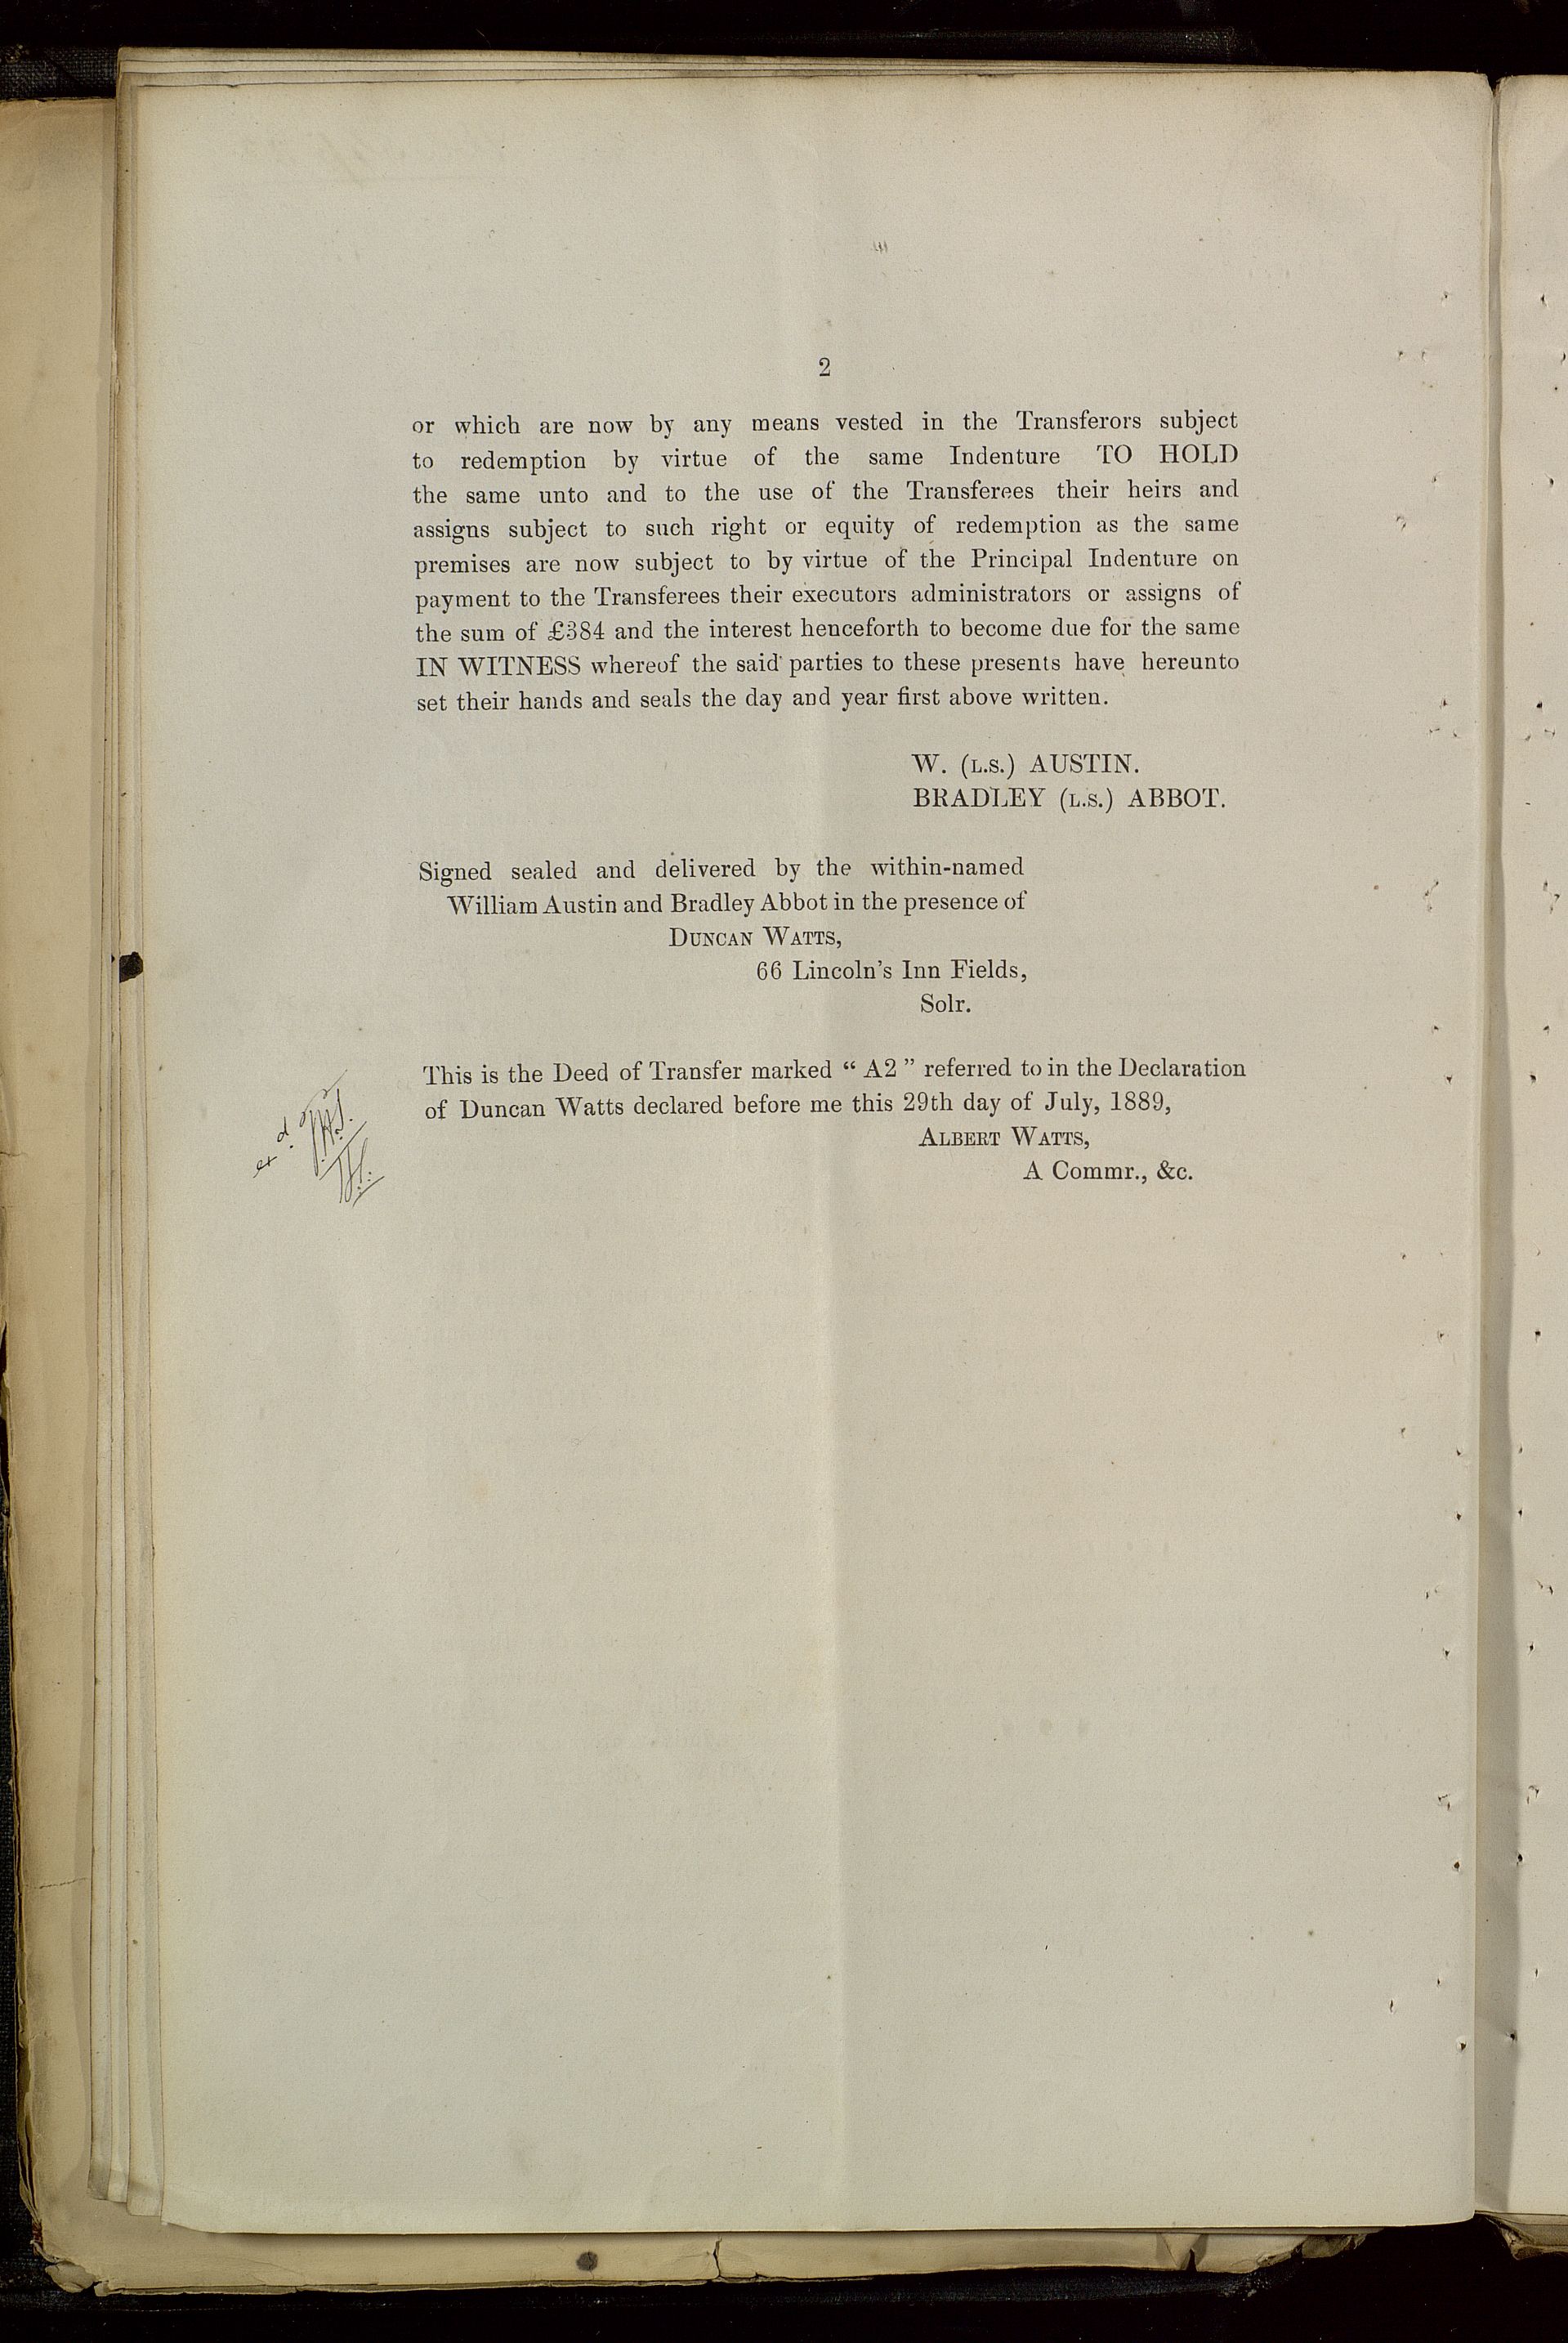 2
or which are now by any means vested in the Transferors subject
to redemption by virtue of the same Indenture TO HOLD
the same unto and to the use of the Transferees their heirs and
assigns subject to such right or equity of redemption as the same
premises are now subject to by virtue of the Principal Indenture on
payment to the Transferees their executors administrators or assigns of
the sum of £384 and the interest henceforth to become due for the same
IN WITNESS whereof the said parties to these presents have hereunto
set their hands and seals the day and year first above written.
W. (L.S.) AUSTIN.
BRADLEY (L.S.) ABBOT.
Signed sealed and delivered by the within-named
William Austin and Bradley Abbot in the presence of
DUNCAN WATTS,
66 Lincoln's Inn Fields,
Solr.
This is the Deed of Transfer marked “ A2 ” referred to in the Declaration
of Duncan Watts declared before me this 29th day of July, 1889,
ALBERT WATTS,
A Commr., &c.
ex d